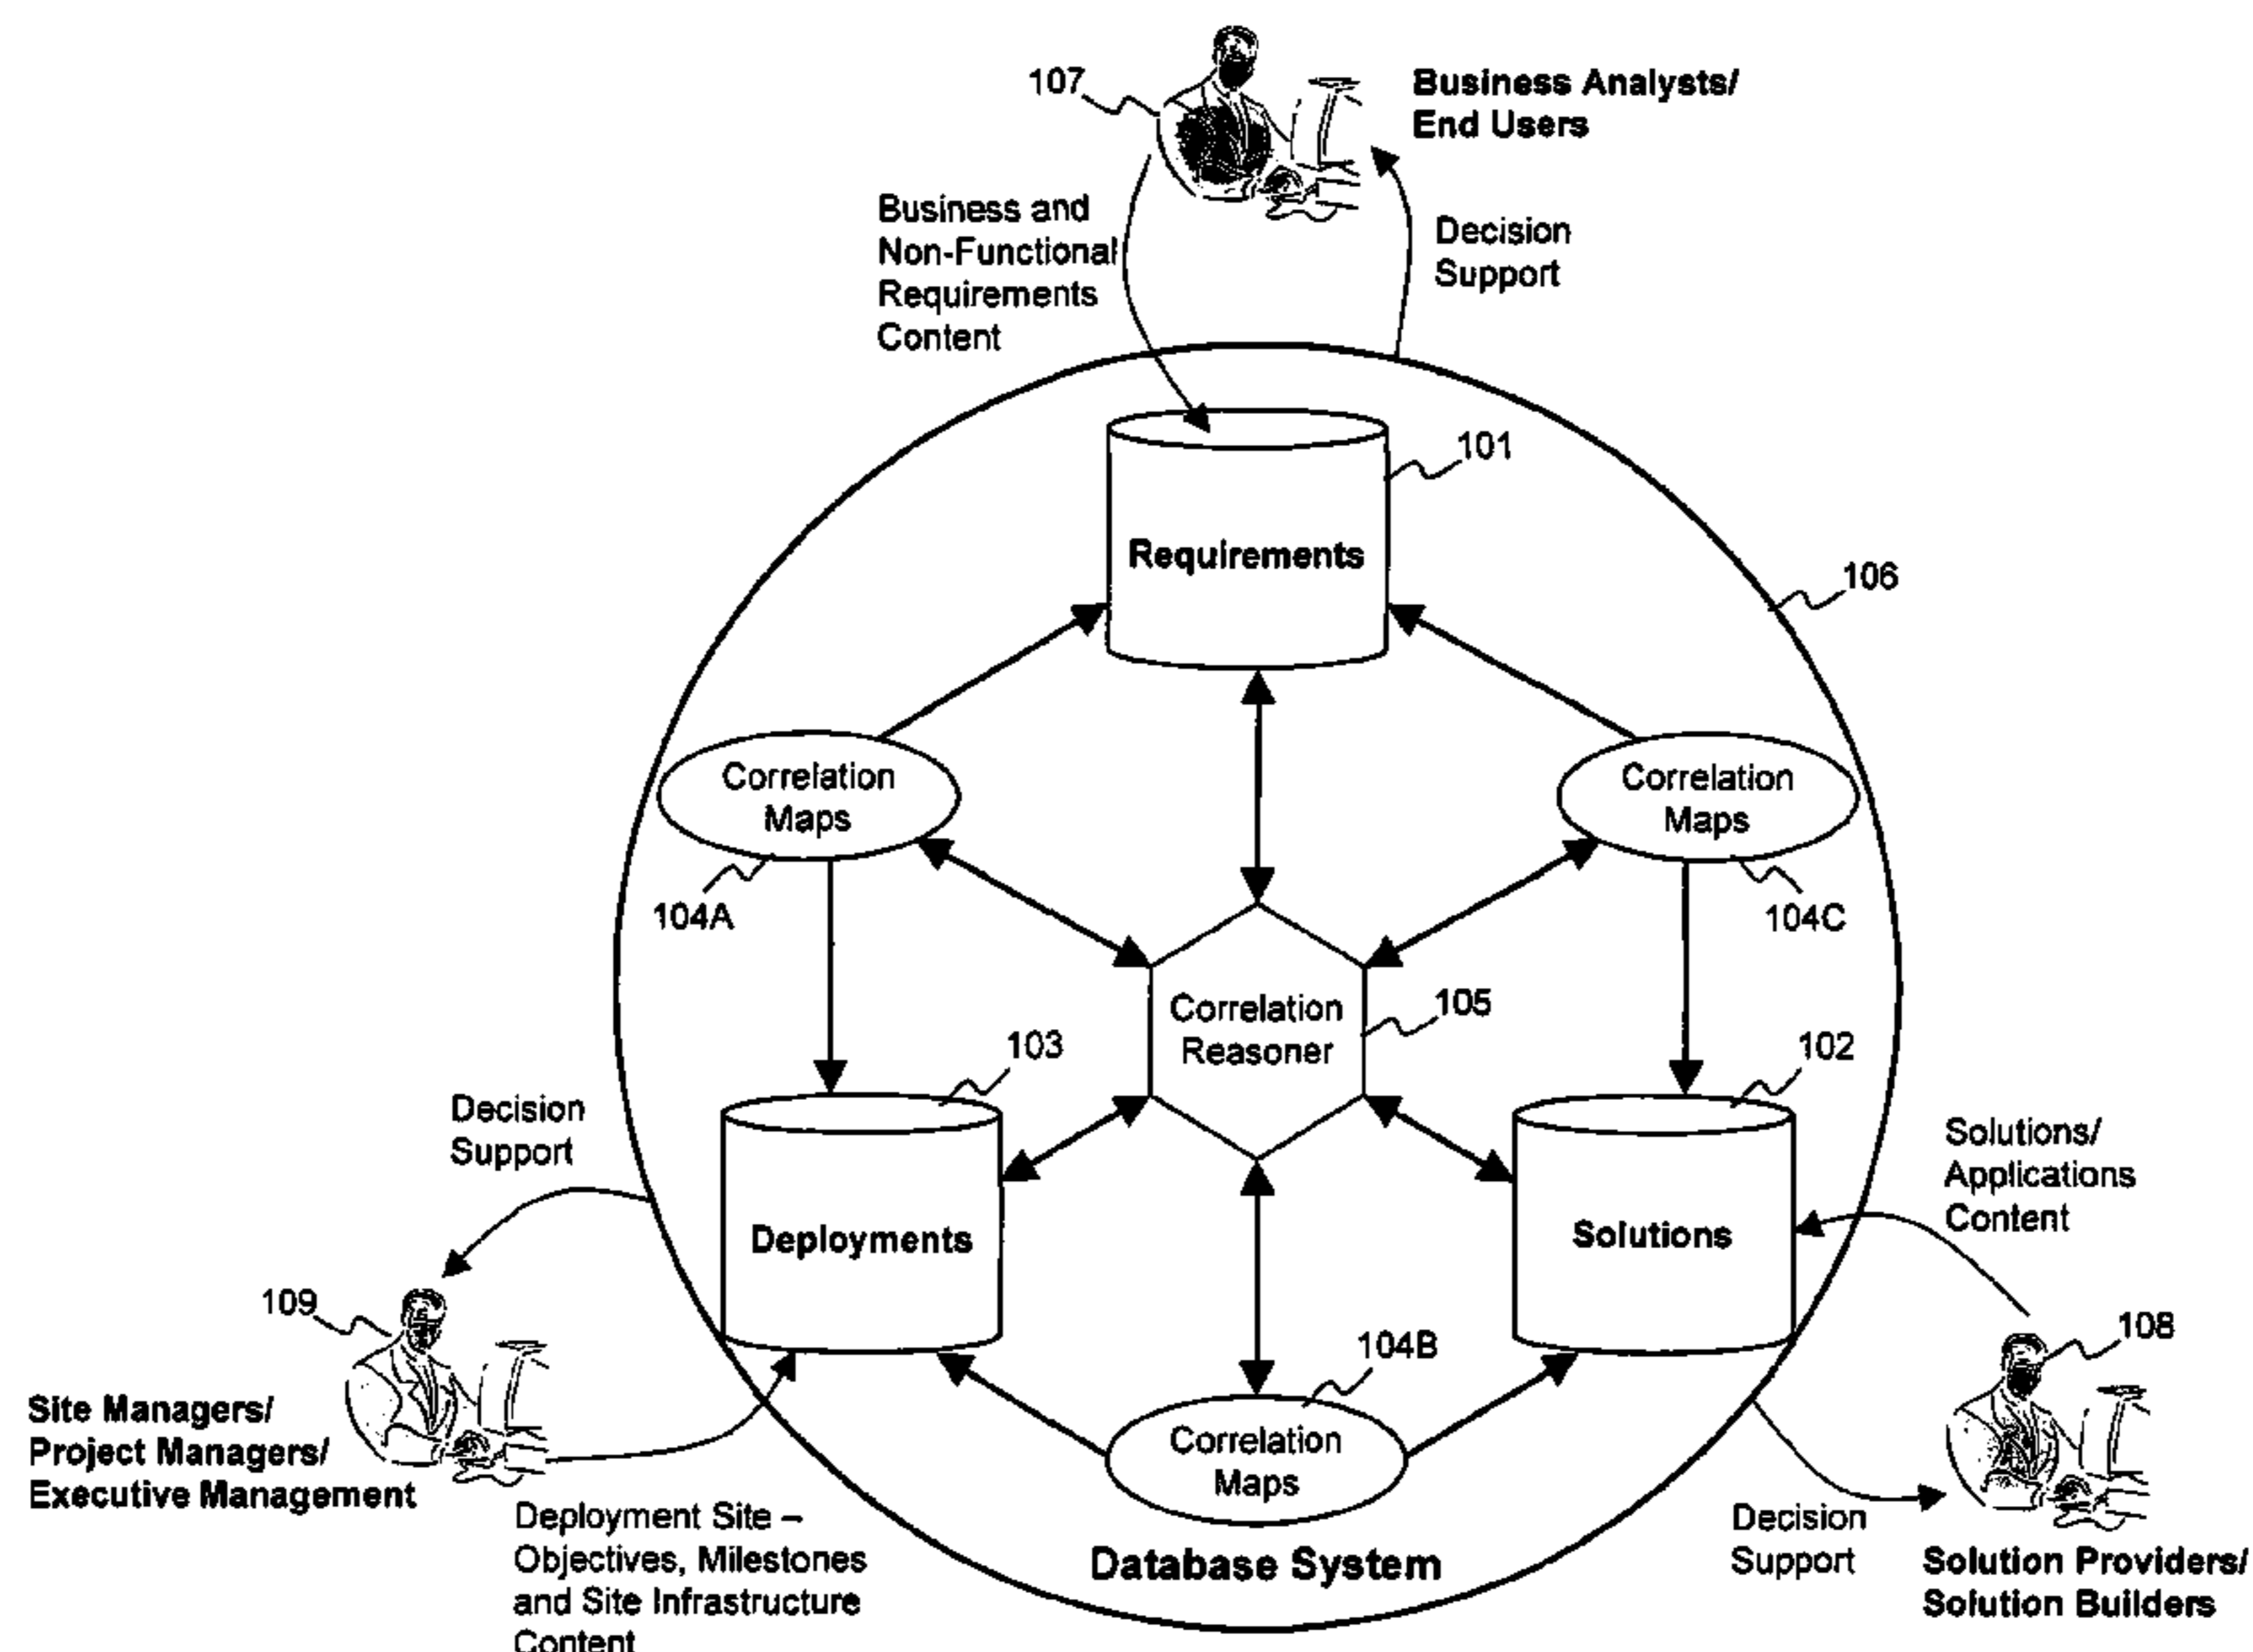 107
Business Analysts/
End Users
Business and
Non-Functional
Requirements
Content
Decision
Support
101
Requirements
106
Correlation
Maps
Correlation
Maps
104A
104C
Correlation
Reasoner
105
103
102
Decision
Support
Deployments
Solutions
Solutions/
Applications
Content
109
104B
108
Site Managers/
Project Managers/
Executive Management
Correlation
Maps
Deployment Site –
Objectives, Milestones
and Site Infrastructure
Content
Database System
Decision
Support
Solution Providers/
Solution Builders